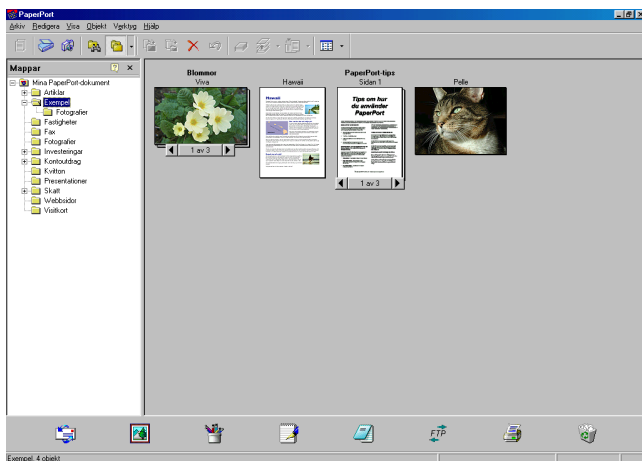 PaperPort
Arkiv Redigera Visa Objekt Verktyg Hjälp
Mappar
Mina PaperPort-dokument
Artiklar
Exempel
Fotografier
Fastigheter
Fax
Fotografier
Investeringar
Kontoutdrag
Kvitton
Presentationer
Skatt
Webbsidor
Visitkort
Blommor
Viva
1 av 3
Hawaii
Hawaii
PaperPort-tips
Sidan 1
Tips om hur
du använder
PaperPort
1 av 3
Pelle
FTP
Exempel, 4 objekt